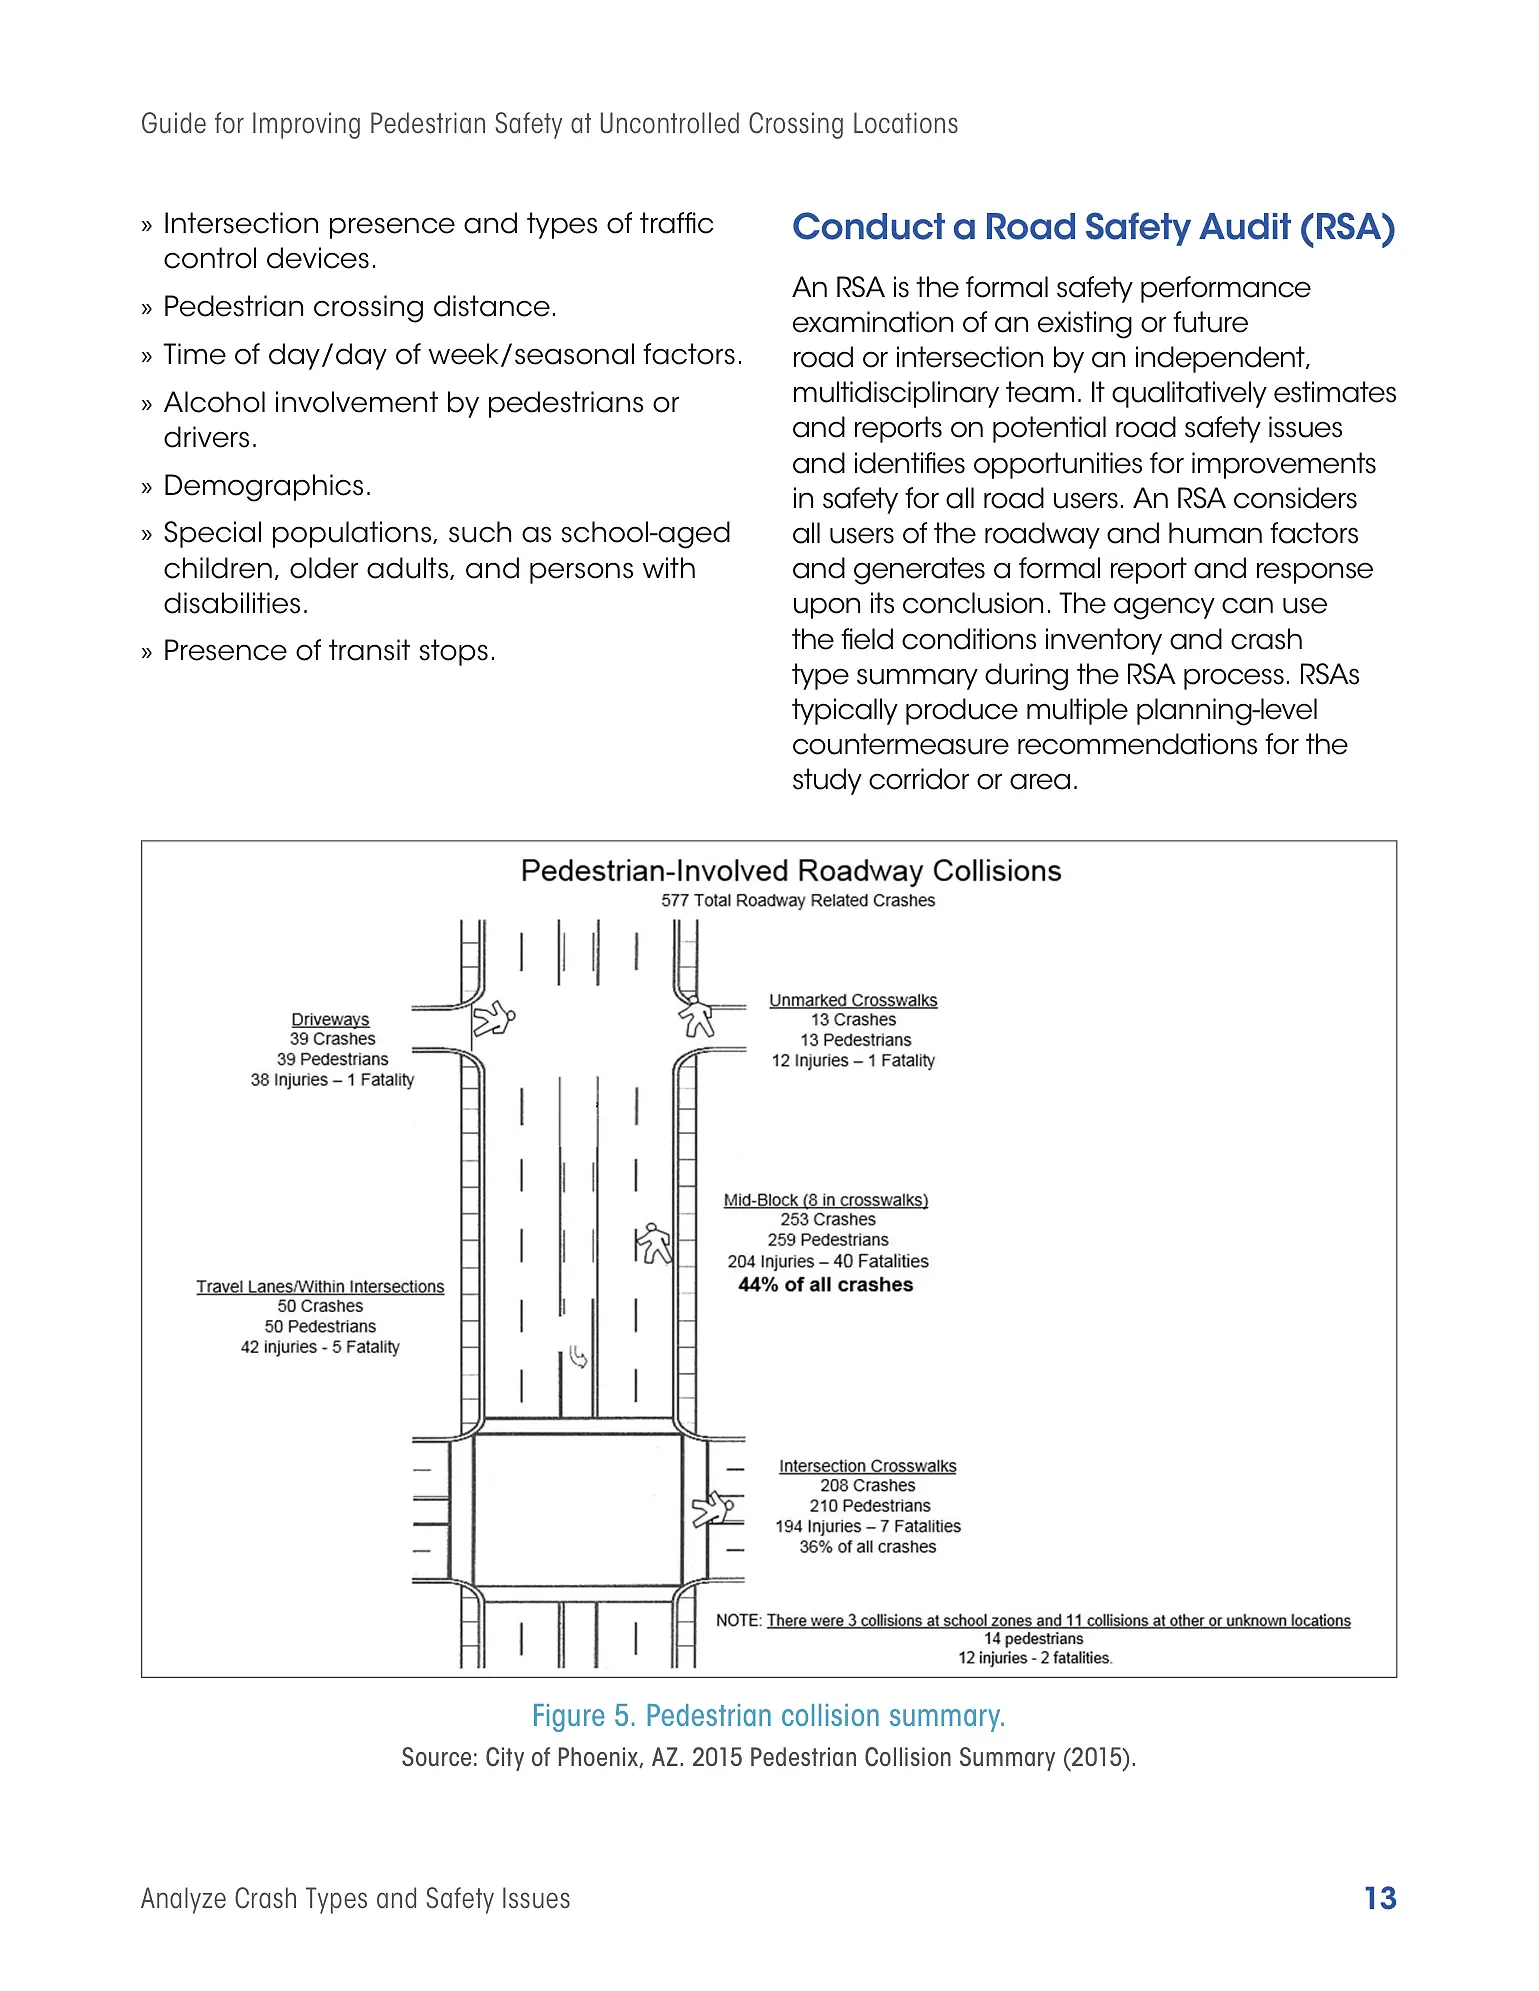 Guide for Improving Pedestrian Safety at Uncontrolled Crossing Locations
» Intersection presence and types of traffic
control devices.
» Pedestrian crossing distance.
» Time of day/day of week/seasonal factors.
» Alcohol involvement by pedestrians or
drivers.
» Demographics.
» Special populations, such as school-aged
children, older adults, and persons with
disabilities.
» Presence of transit stops.
Conduct a Road Safety Audit (RSA)
An RSA is the formal safety performance
examination of an existing or future
road or intersection by an independent,
multidisciplinary team. It qualitatively estimates
and reports on potential road safety issues
and identifies opportunities for improvements
in safety for all road users. An RSA considers
all users of the roadway and human factors
and generates a formal report and response
upon its conclusion. The agency can use
the field conditions inventory and crash
type summary during the RSA process. RSAs
typically produce multiple planning-level
countermeasure recommendations for the
study corridor or area.
Pedestrian-Involved Roadway Collisions
577 Total Roadway Related Crashes
Driveways
39 Crashes
39 Pedestrians
38 Injuries – 1 Fatality
Unmarked Crosswalks
13 Crashes
13 Pedestrians
12 Injuries – 1 Fatality
Mid-Block (8 in crosswalks)
253 Crashes
259 Pedestrians
204 Injuries – 40 Fatalities
44% of all crashes
Travel Lanes/Within Intersections
50 Crashes
50 Pedestrians
42 injuries - 5 Fatality
Intersection Crosswalks
208 Crashes
210 Pedestrians
194 Injuries – 7 Fatalities
36% of all crashes
NOTE: There were 3 collisions at school zones and 11 collisions at other or unknown locations
14 pedestrians
12 injuries - 2 fatalities.
Figure 5. Pedestrian collision summary.
Source: City of Phoenix, AZ. 2015 Pedestrian Collision Summary (2015).
Analyze Crash Types and Safety Issues
13